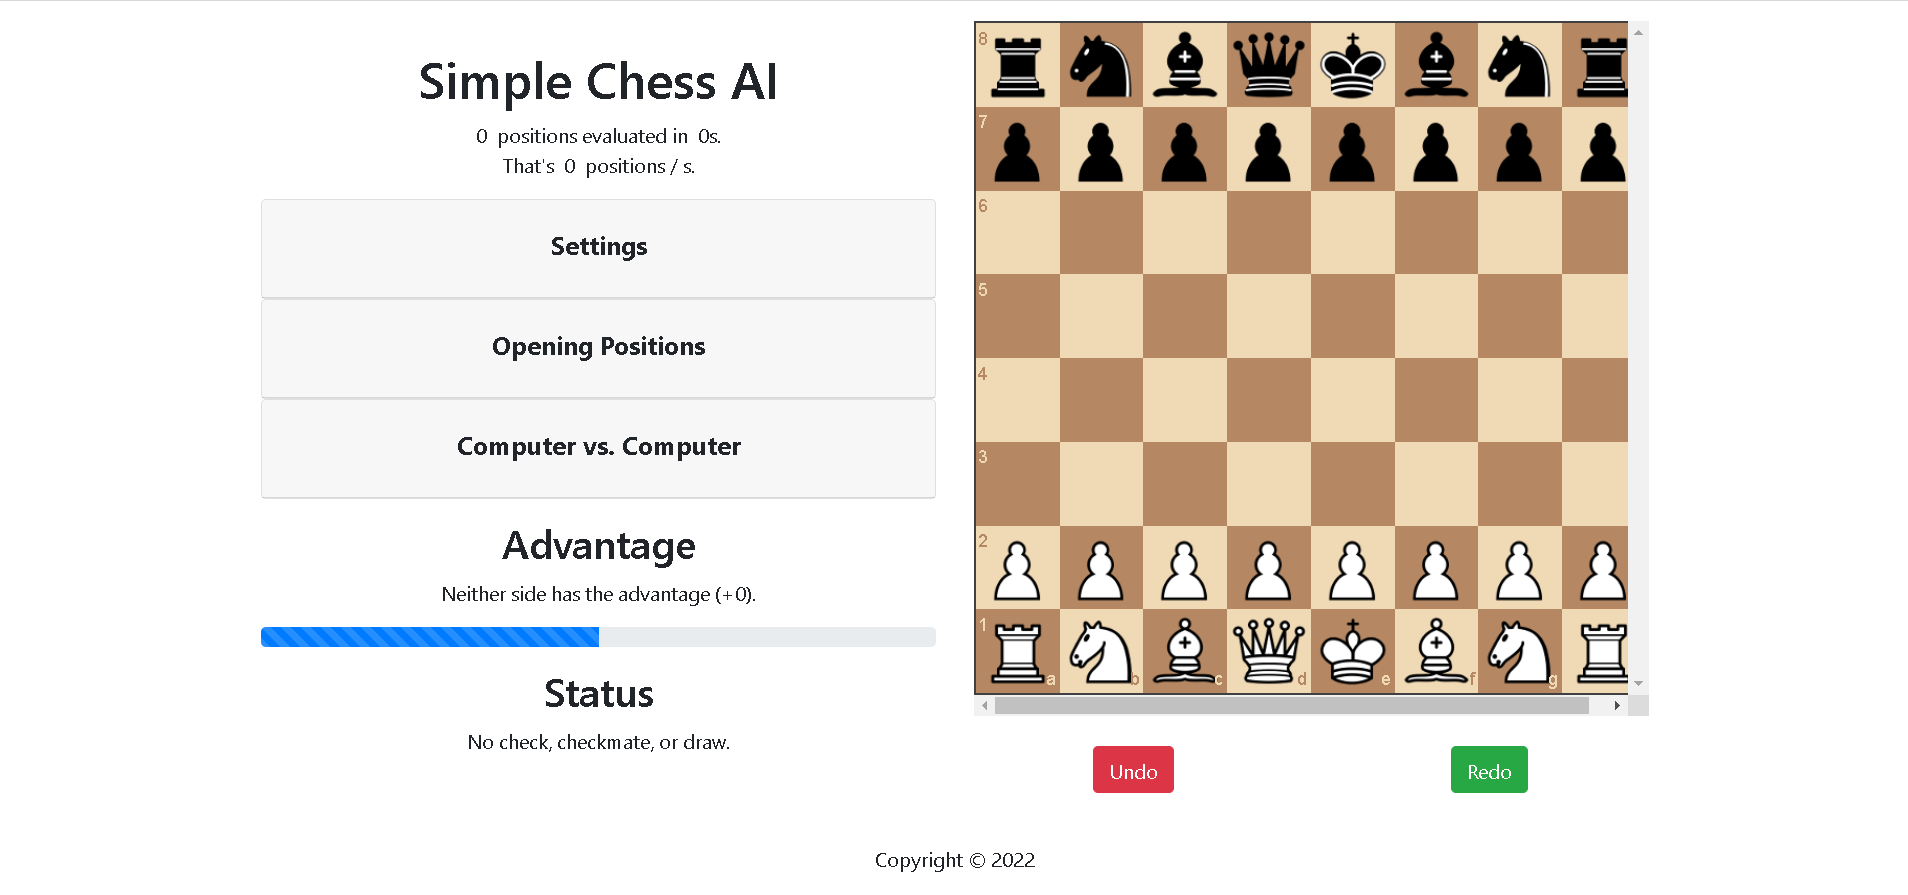 Simple Chess AI
0 positions evaluated in 0s.
That's 0 positions / s.
Settings
Opening Positions
Computer vs. Computer
Advantage
Neither side has the advantage (+0).
Status
No check, checkmate, or draw.
8
7
6
5
4
3
2
1
a b c d e f g
Undo Redo
Copyright © 2022